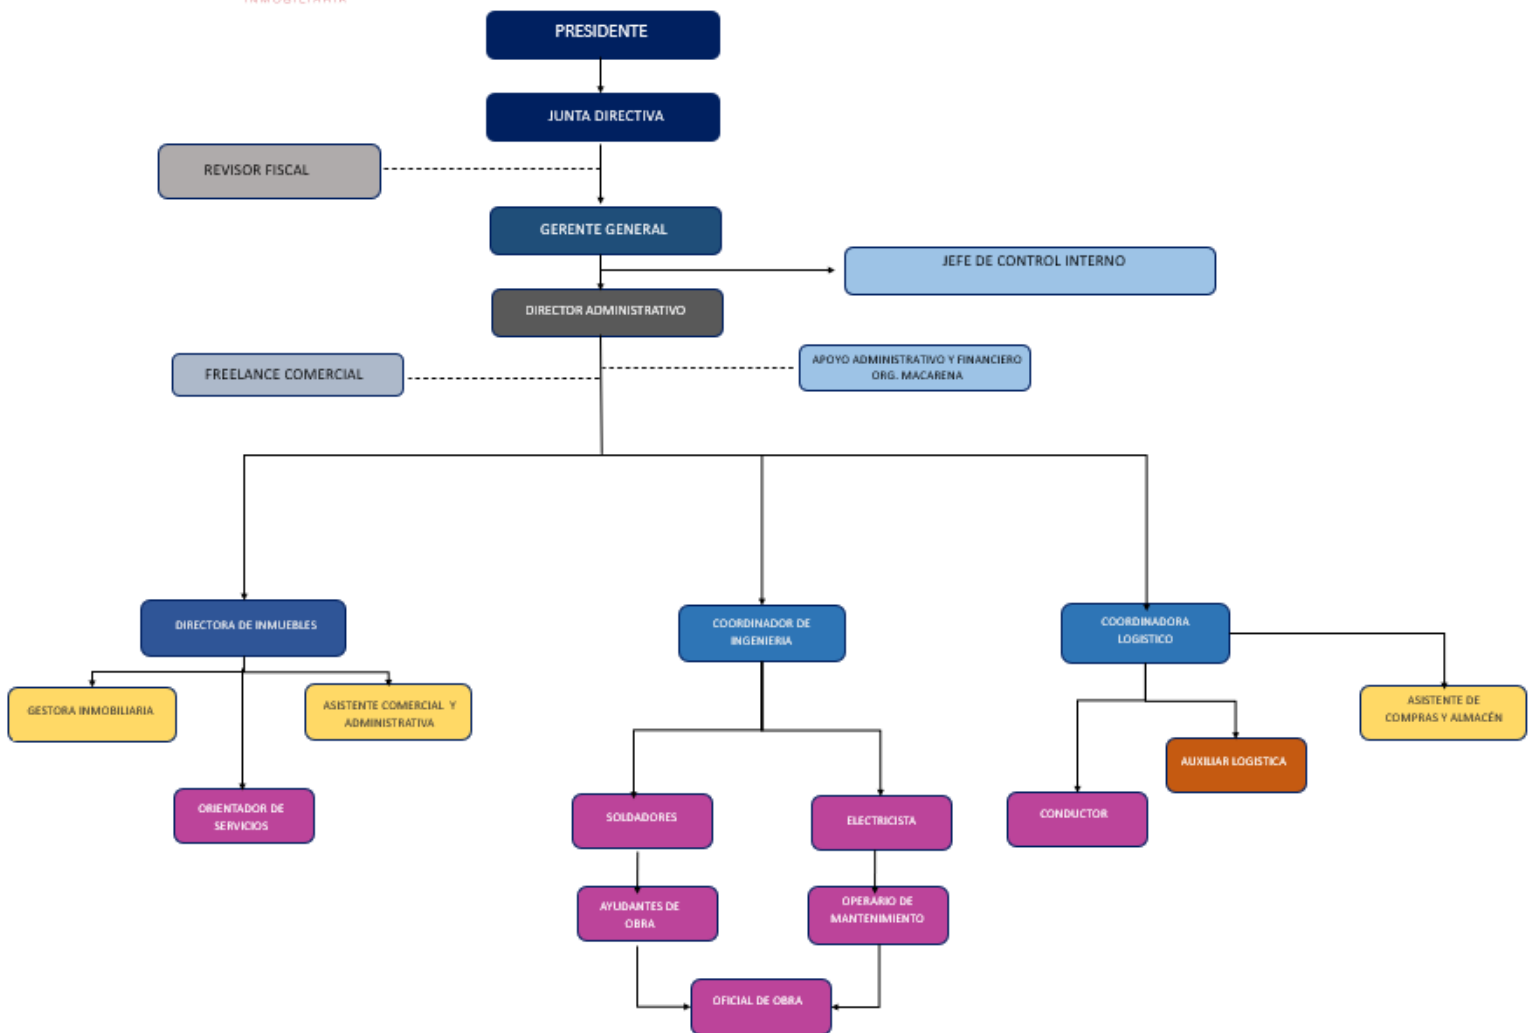 INMOBILIARIA
PRESIDENTE
JUNTA DIRECTIVA
REVISOR FISCAL
GERENTE GENERAL
JEFE DE CONTROL INTERNO
DIRECTOR ADMINISTRATIVO
APOYO ADMINISTRATIVO Y FINANCIERO
ORG. MACARENA
FREELANCE COMERCIAL
DIRECTORA DE INMUEBLES
COORDINADOR DE
INGENIERIA
COORDINADORA
LOGISTICO
GESTORA INMOBILIARIA
ASISTENTE COMERCIAL Y
ADMINISTRATIVA
ASISTENTE DE
COMPRAS Y ALMACÉN
AUXILIAR LOGISTICA
ORIENTADOR DE
SERVICIOS
SOLDADORES
ELECTRICISTA
CONDUCTOR
AYUDANTES DE
OBRA
OPERARIO DE
MANTENIMIENTO
OFICIAL DE OBRA